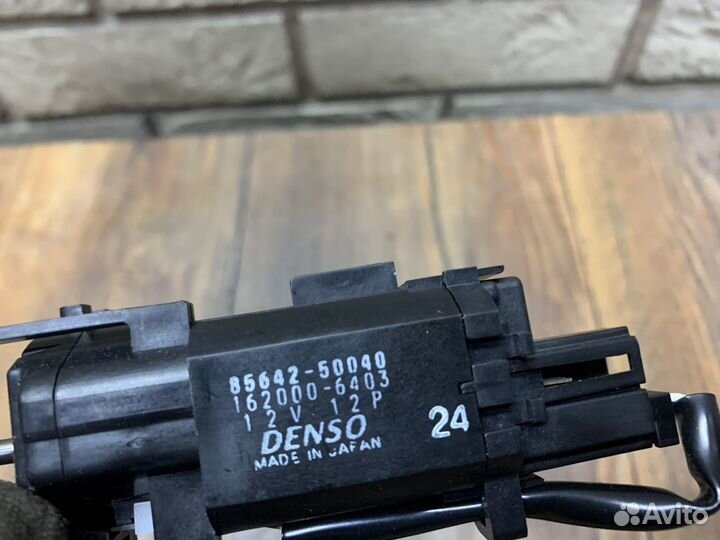 85642-50040
162000-6403
12V 12P
DENSO
MADE IN JAPAN
24
Avito